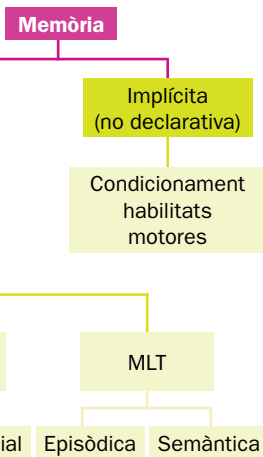 Memòria
Implícita
(no declarativa)
Condicionament
habilitats
motores
MLT
Episòdica
Semàntica